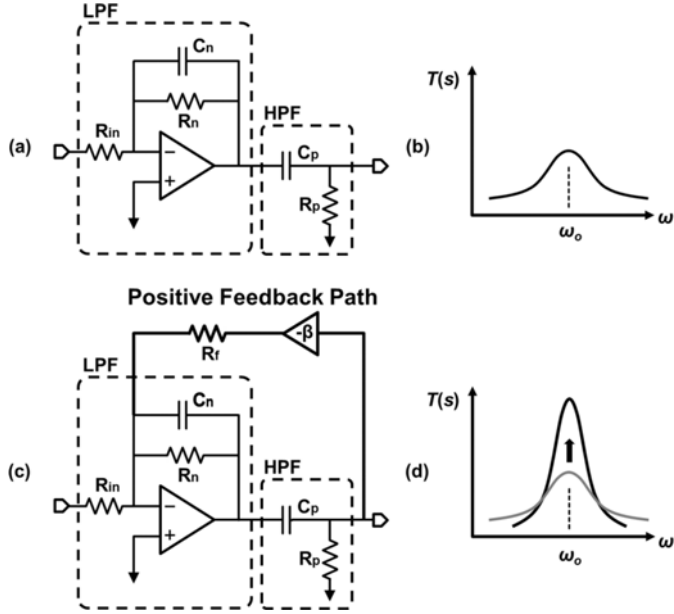 LPF
Cn
Rn
HPF
(a)
Rin
−
+
Cp
Rp
(b)
T(s)
ωo
ω
Positive Feedback Path
-β
Rf
LPF
Cn
Rn
HPF
(c)
Rin
−
+
Cp
Rp
(d)
T(s)
ωo
ω